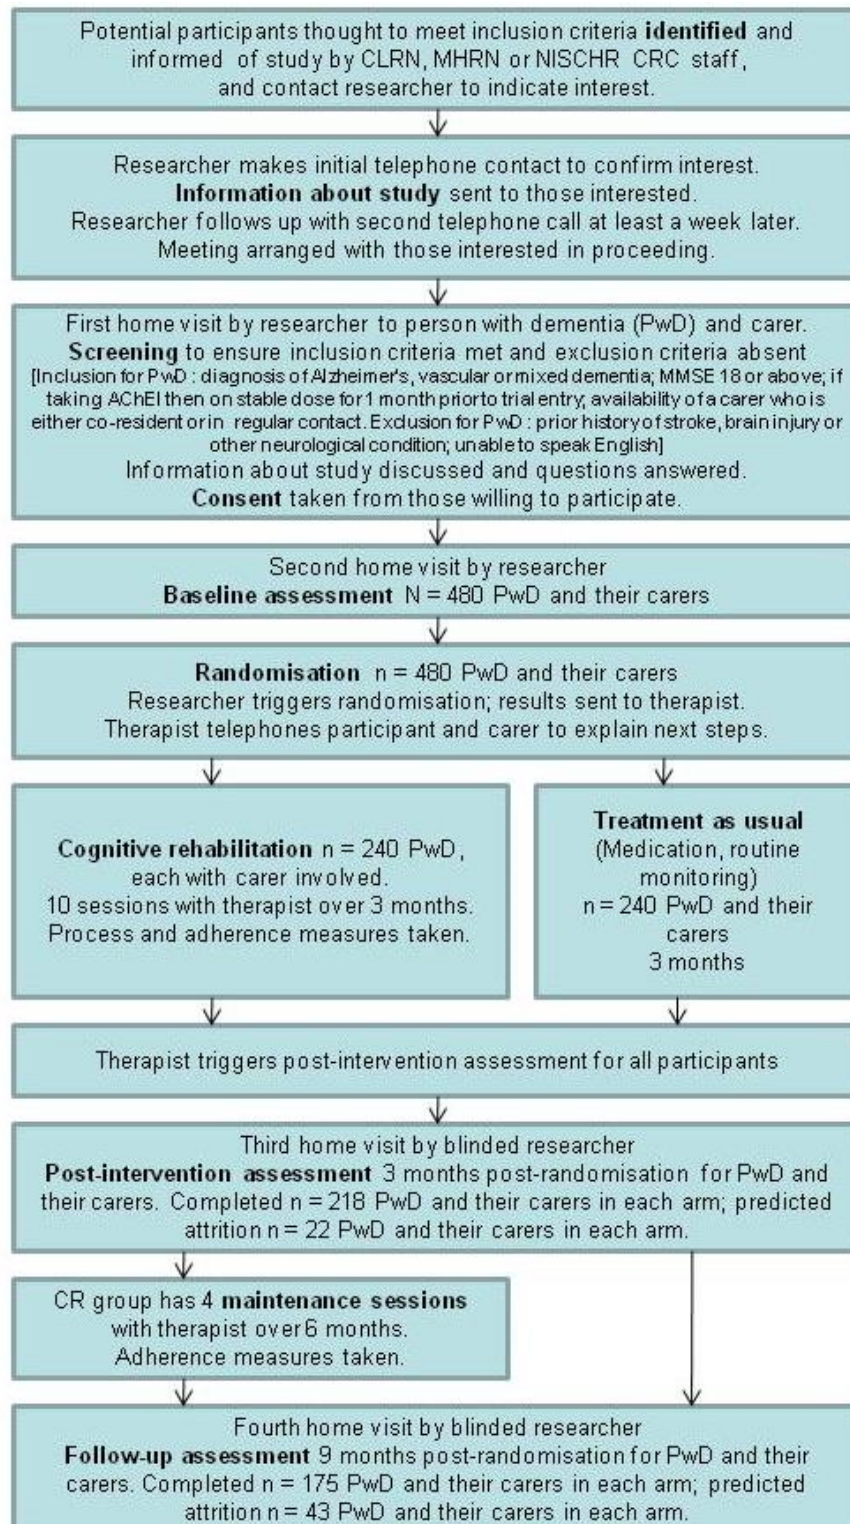 Potential participants thought to meet inclusion criteria identified and
informed of study by CLRN, MHRN or NISCHR CRC staff,
and contact researcher to indicate interest.
Researcher makes initial telephone contact to confirm interest.
Information about study sent to those interested.
Researcher follows up with second telephone call at least a week later.
Meeting arranged with those interested in proceeding.
First home visit by researcher to person with dementia (PwD) and carer.
Screening to ensure inclusion criteria met and exclusion criteria absent
[Inclusion for PwD : diagnosis of Alzheimer's, vascular or mixed dementia; MMSE 18 or above; if
taking AChEI then on stable dose for 1 month prior to trial entry; availability of a carer who is
either co-resident or in regular contact. Exclusion for PwD : prior history of stroke, brain injury or
other neurological condition; unable to speak English]
Information about study discussed and questions answered.
Consent taken from those willing to participate.
Second home visit by researcher
Baseline assessment N = 480 PwD and their carers
Randomisation n = 480 PwD and their carers
Researcher triggers randomisation; results sent to therapist.
Therapist telephones participant and carer to explain next steps.
Cognitive rehabilitation n = 240 PwD,
each with carer involved.
10 sessions with therapist over 3 months.
Process and adherence measures taken.
Treatment as usual
(Medication, routine
monitoring)
n = 240 PwD and their
carers
3 months
Therapist triggers post-intervention assessment for all participants
Third home visit by blinded researcher
Post-intervention assessment 3 months post-randomisation for PwD and
their carers. Completed n = 218 PwD and their carers in each arm; predicted
attrition n = 22 PwD and their carers in each arm.
CR group has 4 maintenance sessions
with therapist over 6 months.
Adherence measures taken.
Fourth home visit by blinded researcher
Follow-up assessment 9 months post-randomisation for PwD and their
carers. Completed n = 175 PwD and their carers in each arm; predicted
attrition n = 43 PwD and their carers in each arm.